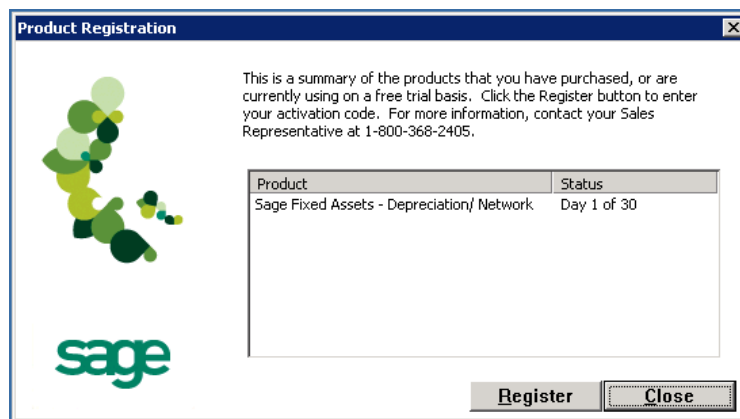 Product Registration
This is a summary of the products that you have purchased, or are
currently using on a free trial basis. Click the Register button to enter
your activation code. For more information, contact your Sales
Representative at 1-800-368-2405.
Product Status
Sage Fixed Assets - Depreciation/ Network Day 1 of 30
sage
Register Close